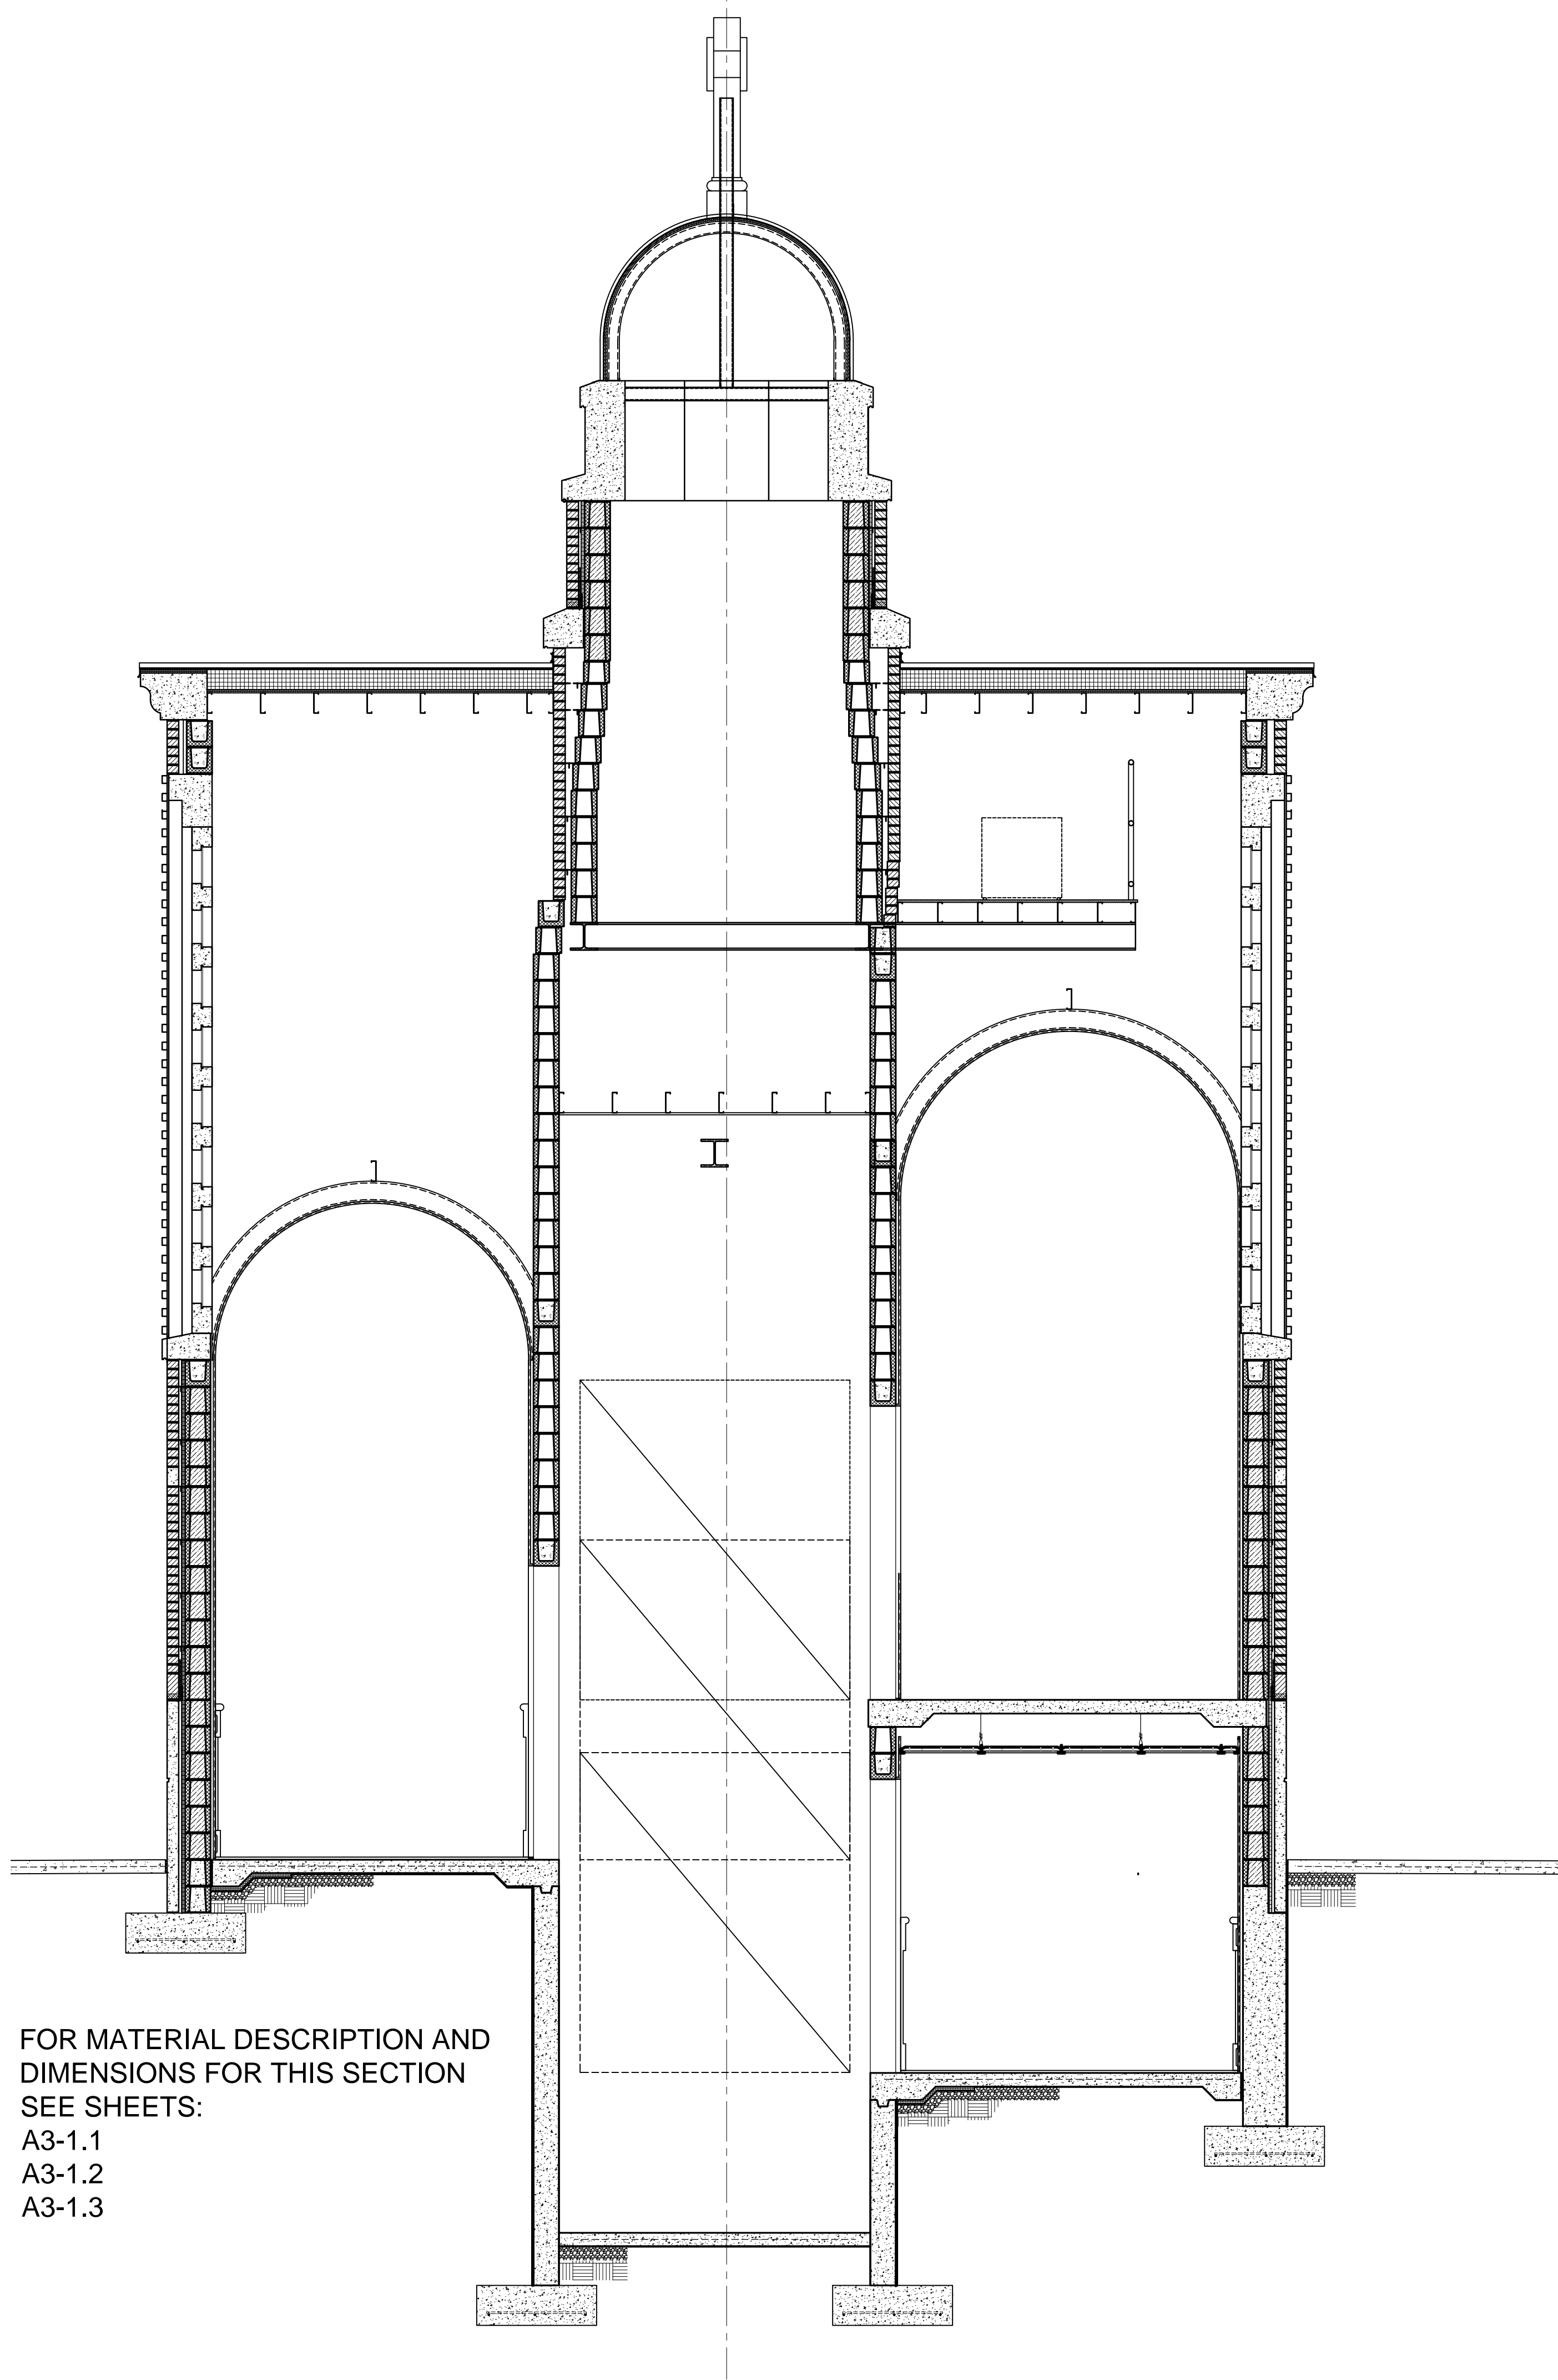 FOR MATERIAL DESCRIPTION AND
DIMENSIONS FOR THIS SECTION
SEE SHEETS:
A3-1.1
A3-1.2
A3-1.3